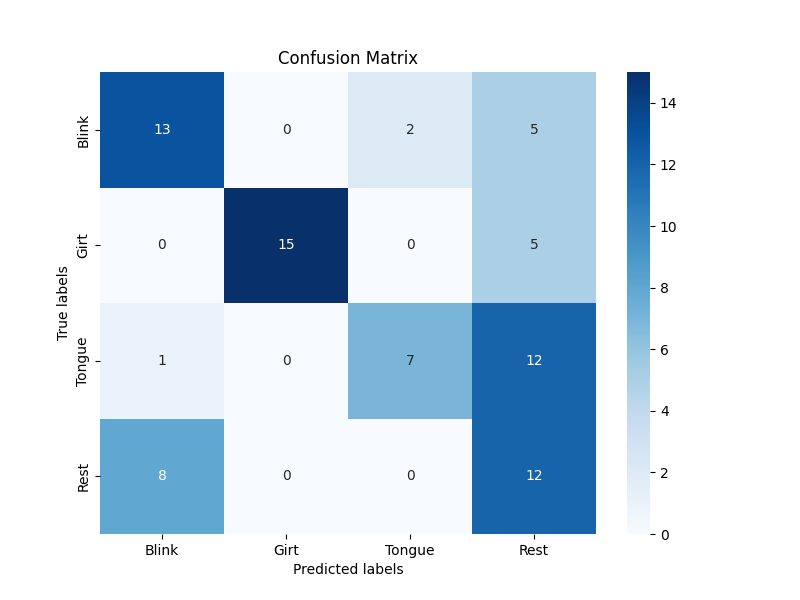 Confusion Matrix
True labels
Blink
13 0 2 5
Girt
0 15 0 5
Tongue
1 0 7 12
Rest
8 0 0 12
Blink Girt Tongue Rest
Predicted labels
14
12
10
8
6
4
2
0